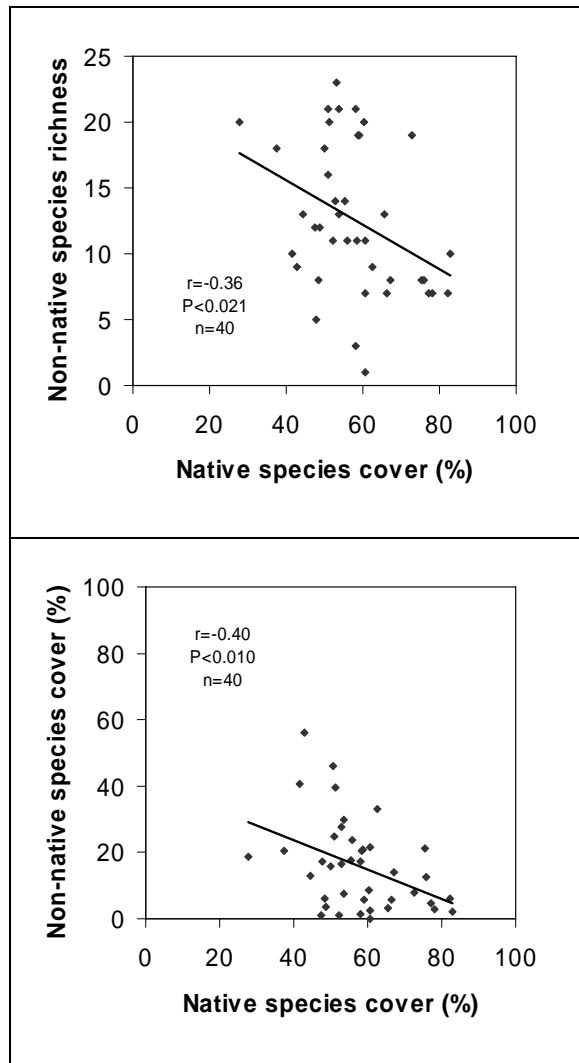 Non-native species richness
25
20
15
10
5
0
r=-0.36
P<0.021
n=40
0 20 40 60 80 100
Native species cover (%)
Non-native species cover (%)
100
80
60
40
20
0
r=-0.40
P<0.010
n=40
0 20 40 60 80 100
Native species cover (%)